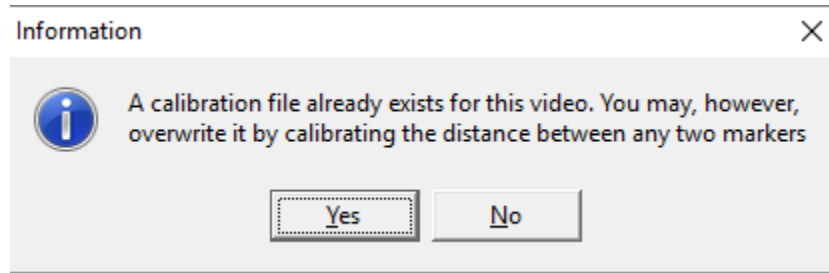 Information
A calibration file already exists for this video. You may, however,
overwrite it by calibrating the distance between any two markers
Yes
No